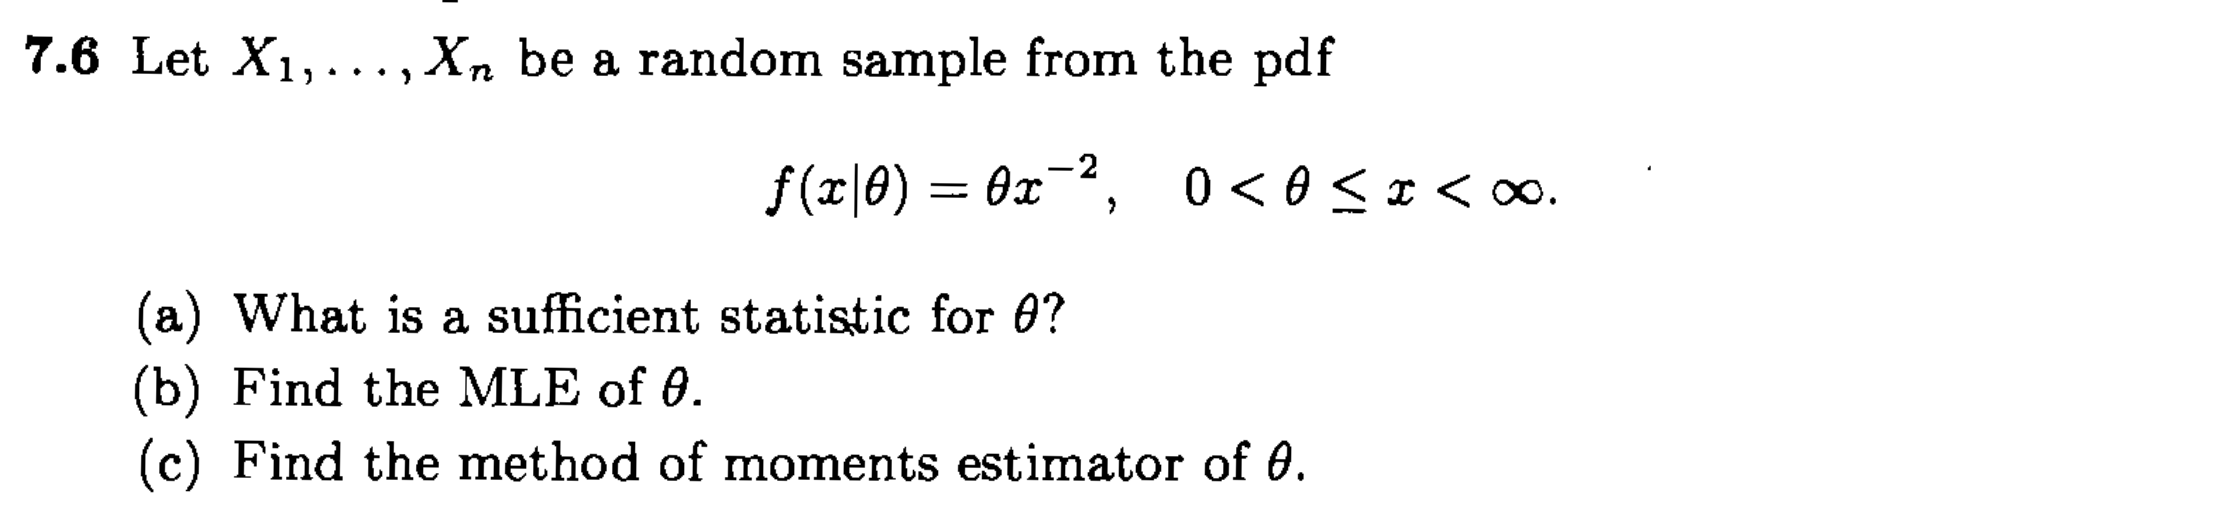 7.6 Let X₁, . . . , Xₙ be a random sample from the pdf
f(x|θ) = θx⁻², 0 < θ ≤ x < ∞.
(a) What is a sufficient statistic for θ?
(b) Find the MLE of θ.
(c) Find the method of moments estimator of θ.